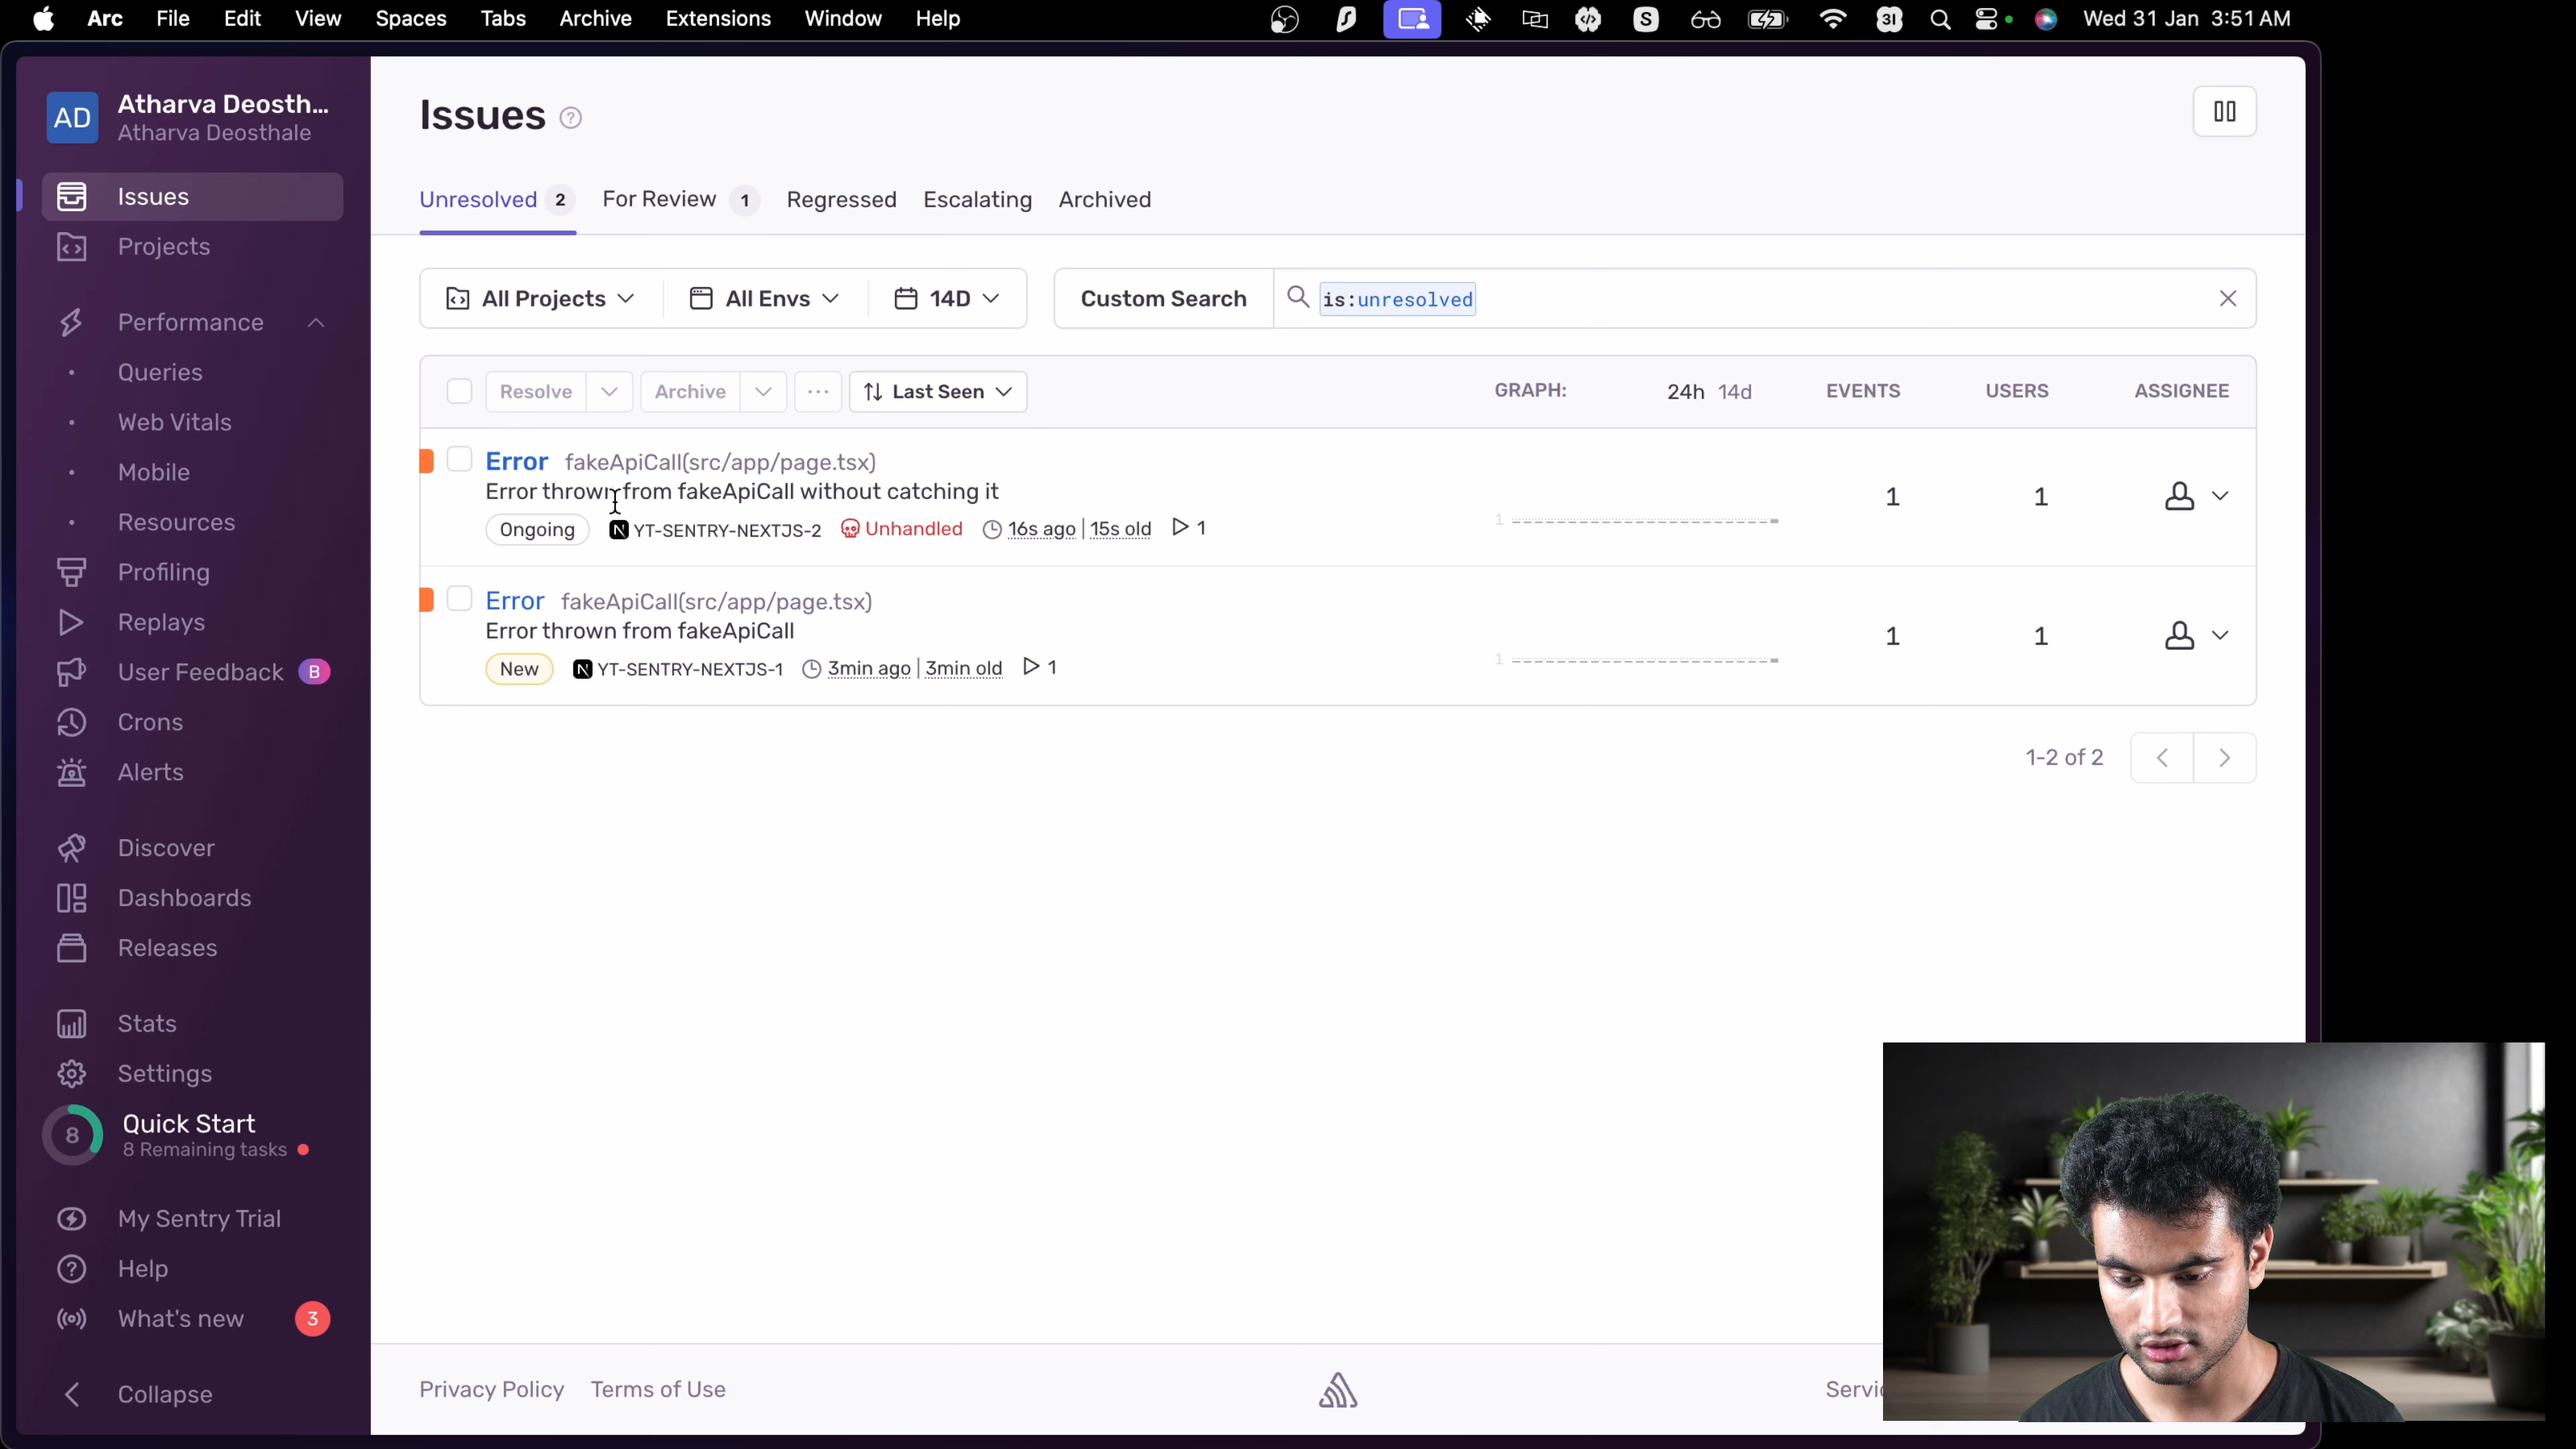 Arc File Edit View Spaces Tabs Archive Extensions Window Help S 31 Wed 31 Jan 3:51 AM
AD Atharva Deosth...
Atharva Deosthale
Issues
Projects
Performance
Queries
Web Vitals
Mobile
Resources
Profiling
Replays
User Feedback B
Crons
Alerts
Discover
Dashboards
Releases
Stats
Settings
8 Quick Start
8 Remaining tasks
My Sentry Trial
Help
What's new 3
Collapse
Issues ?
Unresolved 2 For Review 1 Regressed Escalating Archived
All Projects All Envs 14D Custom Search is:unresolved
Resolve Archive ... Last Seen GRAPH: 24h 14d EVENTS USERS ASSIGNEE
Error fakeApiCall(src/app/page.tsx)
Error thrown from fakeApiCall without catching it
Ongoing N YT-SENTRY-NEXTJS-2 Unhandled 16s ago | 15s old 1
1 1 1
Error fakeApiCall(src/app/page.tsx)
Error thrown from fakeApiCall
New N YT-SENTRY-NEXTJS-1 3min ago | 3min old 1
1 1 1
1-2 of 2
Privacy Policy Terms of Use